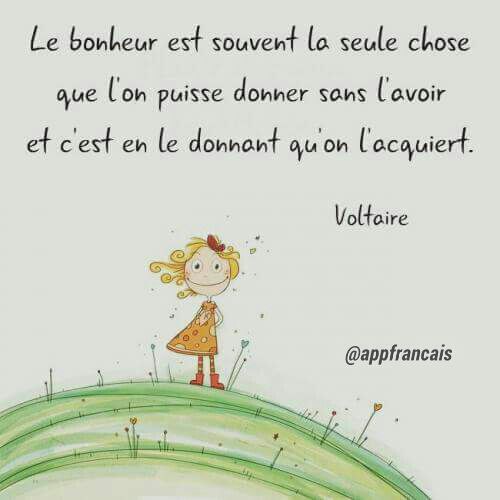 Le bonheur est souvent la seule chose
que l'on puisse donner sans l'avoir
et c'est en le donnant qu'on l'acquiert.
Voltaire
@appfrancais